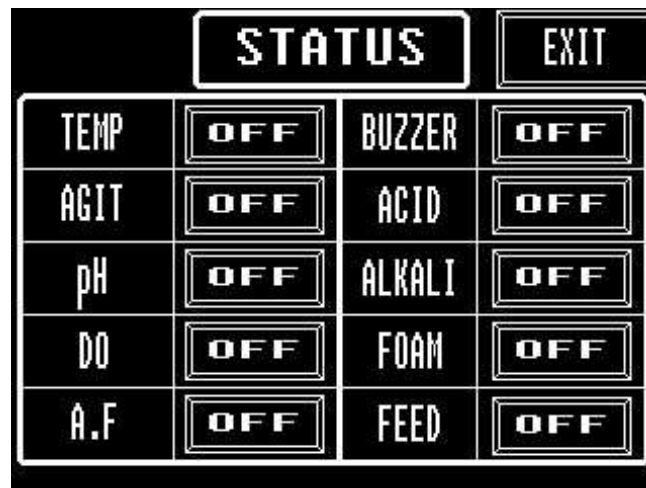 STATUS EXIT
TEMP OFF BUZZER OFF
AGIT OFF ACID OFF
pH OFF ALKALI OFF
DO OFF FOAM OFF
A.F OFF FEED OFF